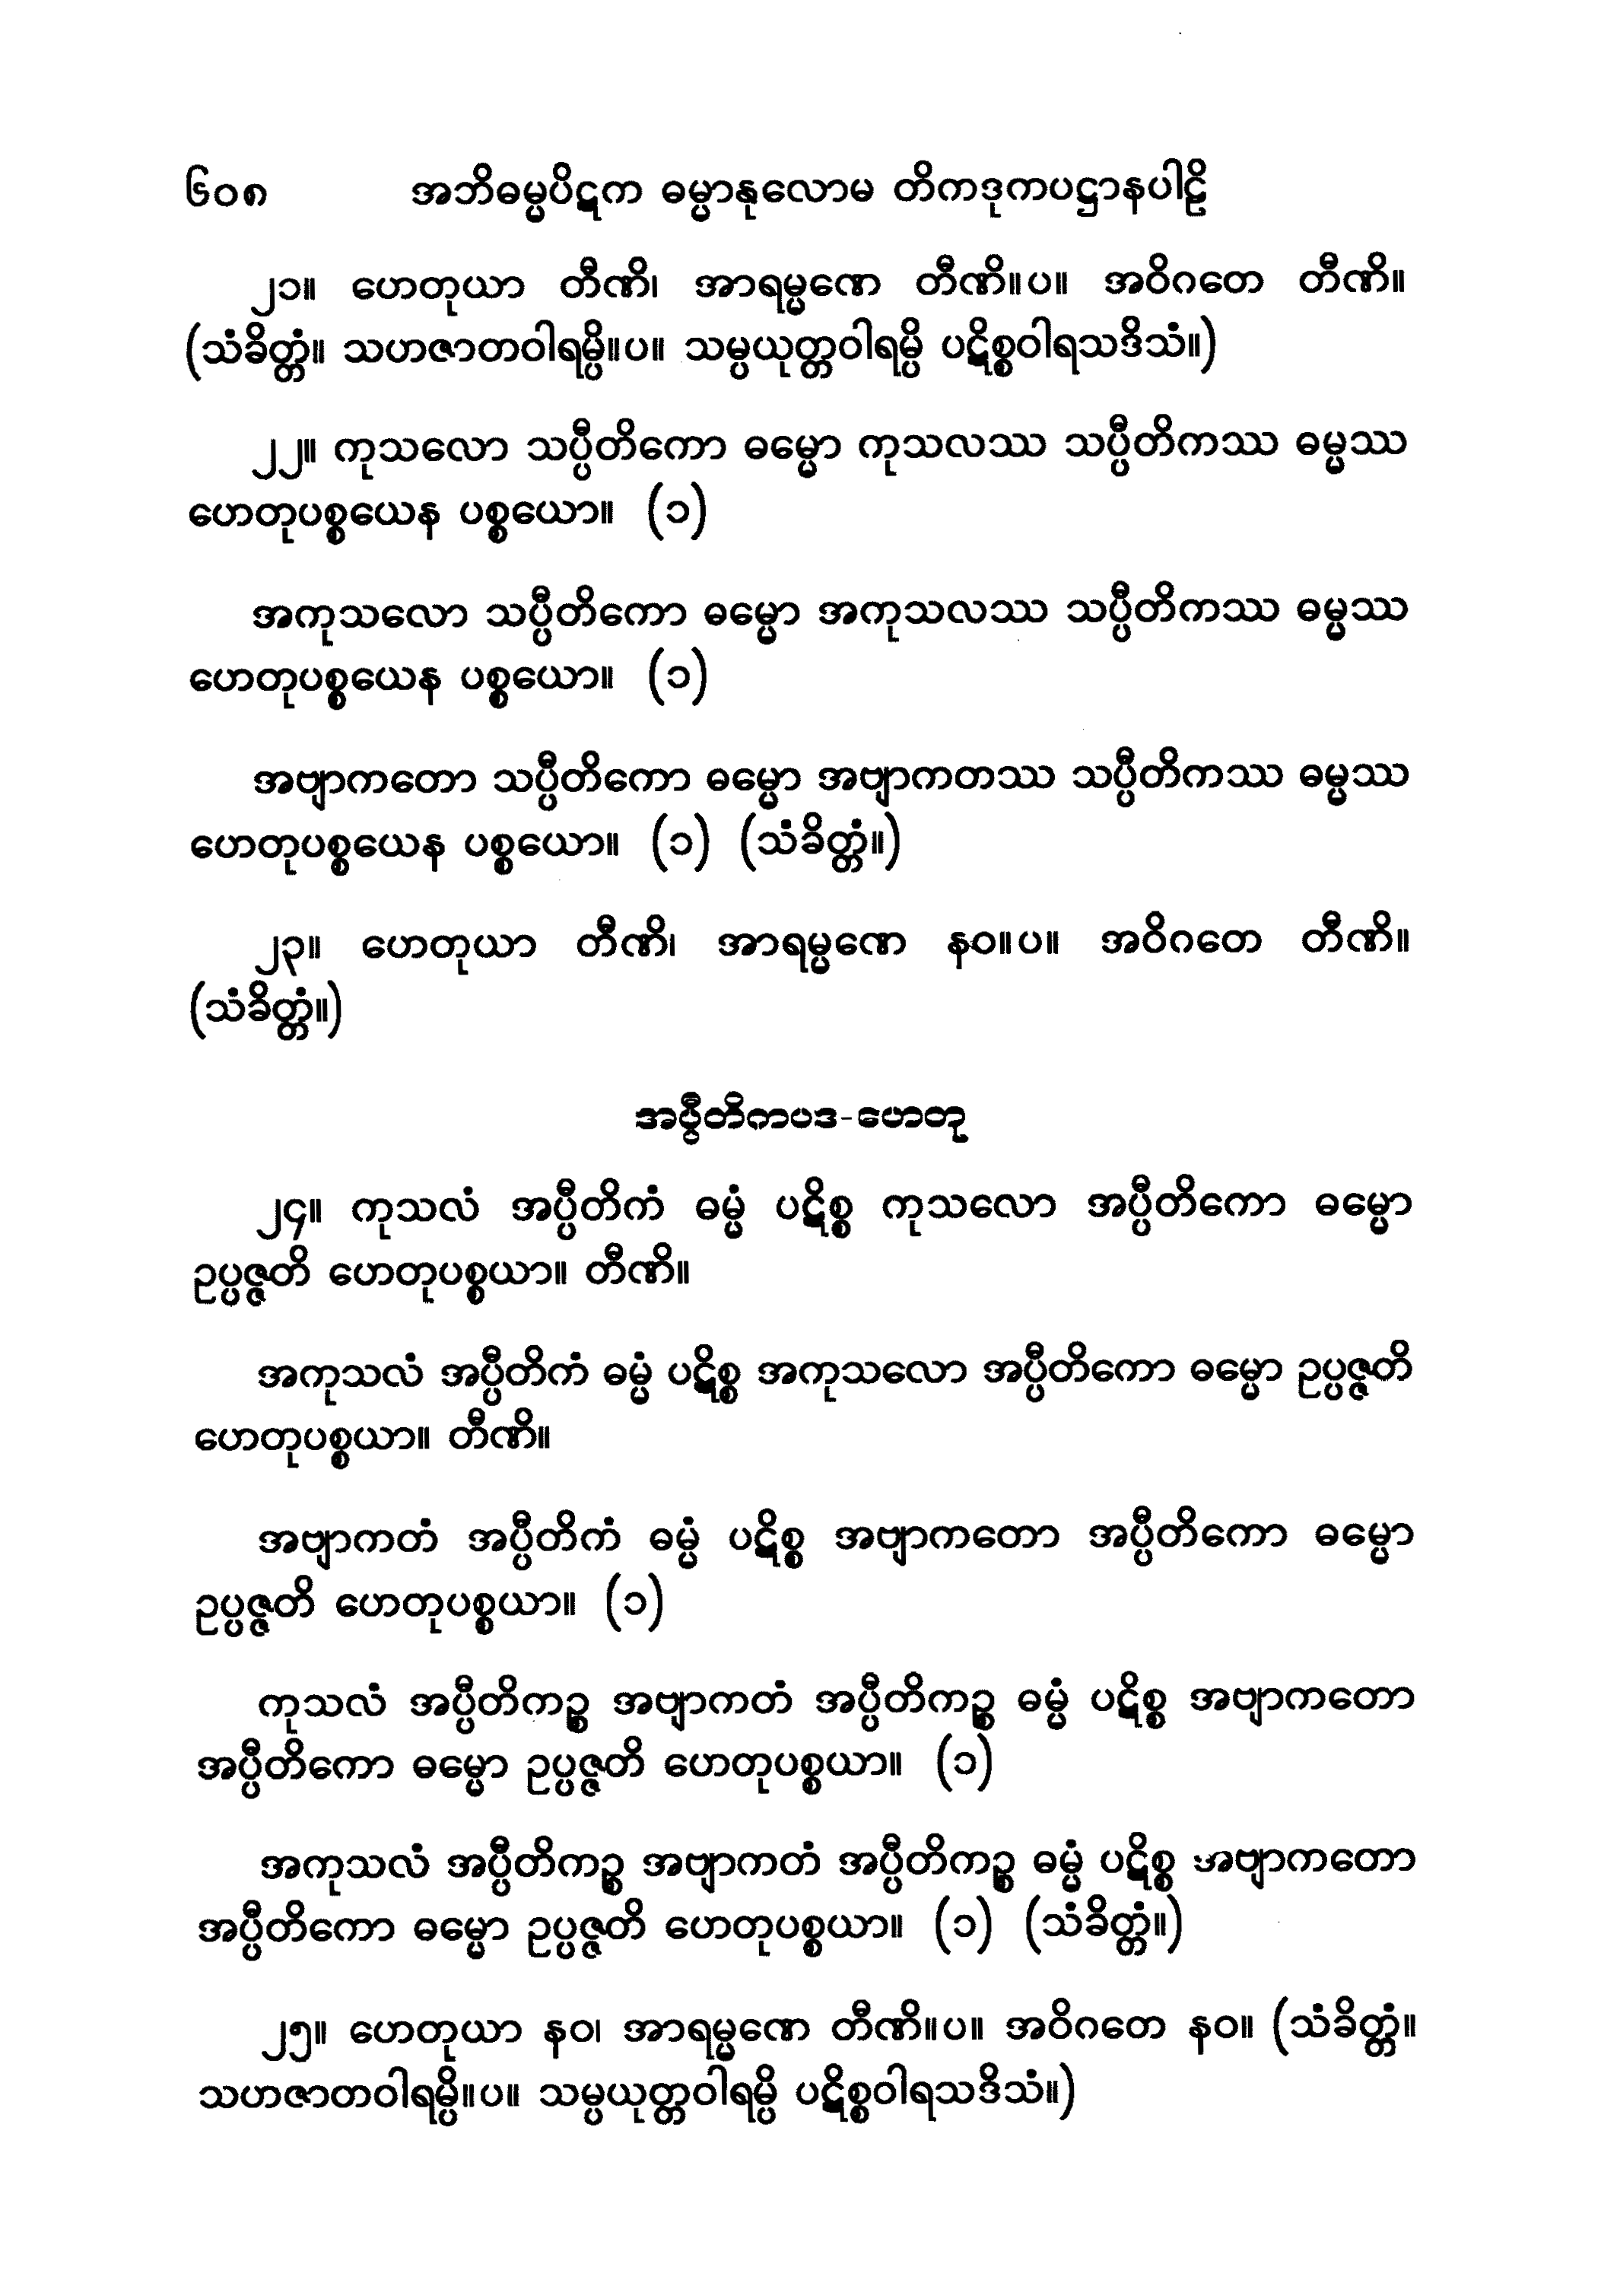 ၆၀၈ အဘိဓမ္မပိဋက ဓမ္မာနုလောမ တိကဒုကပဋ္ဌာနပါဠိ
၂၁။ ဟေတုယာ တီဏိ၊ အာရမ္မဏေ တီဏိ။ပ။ အဝိဂတေ တီဏိ။
(သံခိတ္တံ။ သဟဇာတဝါရမ္ပိ။ပ။ သမ္ပယုတ္တဝါရမ္ပိ ပဋိစ္စဝါရသဒိသံ။)
၂၂။ ကုသလော သပ္ပီတိကော ဓမ္မော ကုသလဿ သပ္ပီတိကဿ ဓမ္မဿ
ဟေတုပစ္စယေန ပစ္စယော။ (၁)
အကုသလော သပ္ပီတိကော ဓမ္မော အကုသလဿ သပ္ပီတိကဿ ဓမ္မဿ
ဟေတုပစ္စယေန ပစ္စယော။ (၁)
အဗျာကတော သပ္ပီတိကော ဓမ္မော အဗျာကတဿ သပ္ပီတိကဿ ဓမ္မဿ
ဟေတုပစ္စယေန ပစ္စယော။ (၁) (သံခိတ္တံ။)
၂၃။ ဟေတုယာ တီဏိ၊ အာရမ္မဏေ နဝ။ပ။ အဝိဂတေ တီဏိ။
(သံခိတ္တံ။)
အပ္ပီတိကပဒ-ဟေတု
၂၄။ ကုသလံ အပ္ပီတိကံ ဓမ္မံ ပဋိစ္စ ကုသလော အပ္ပီတိကော ဓမ္မော
ဥပ္ပဇ္ဇတိ ဟေတုပစ္စယာ။ တီဏိ။
အကုသလံ အပ္ပီတိကံ ဓမ္မံ ပဋိစ္စ အကုသလော အပ္ပီတိကော ဓမ္မော ဥပ္ပဇ္ဇတိ
ဟေတုပစ္စယာ။ တီဏိ။
အဗျာကတံ အပ္ပီတိကံ ဓမ္မံ ပဋိစ္စ အဗျာကတော အပ္ပီတိကော ဓမ္မော
ဥပ္ပဇ္ဇတိ ဟေတုပစ္စယာ။ (၁)
ကုသလံ အပ္ပီတိကဉ္စ အဗျာကတံ အပ္ပီတိကဉ္စ ဓမ္မံ ပဋိစ္စ အဗျာကတော
အပ္ပီတိကော ဓမ္မော ဥပ္ပဇ္ဇတိ ဟေတုပစ္စယာ။ (၁)
အကုသလံ အပ္ပီတိကဉ္စ အဗျာကတံ အပ္ပီတိကဉ္စ ဓမ္မံ ပဋိစ္စ အဗျာကတော
အပ္ပီတိကော ဓမ္မော ဥပ္ပဇ္ဇတိ ဟေတုပစ္စယာ။ (၁) (သံခိတ္တံ။)
၂၅။ ဟေတုယာ နဝ၊ အာရမ္မဏေ တီဏိ။ပ။ အဝိဂတေ နဝ။ (သံခိတ္တံ။
သဟဇာတဝါရမ္ပိ။ပ။ သမ္ပယုတ္တဝါရမ္ပိ ပဋိစ္စဝါရသဒိသံ။)